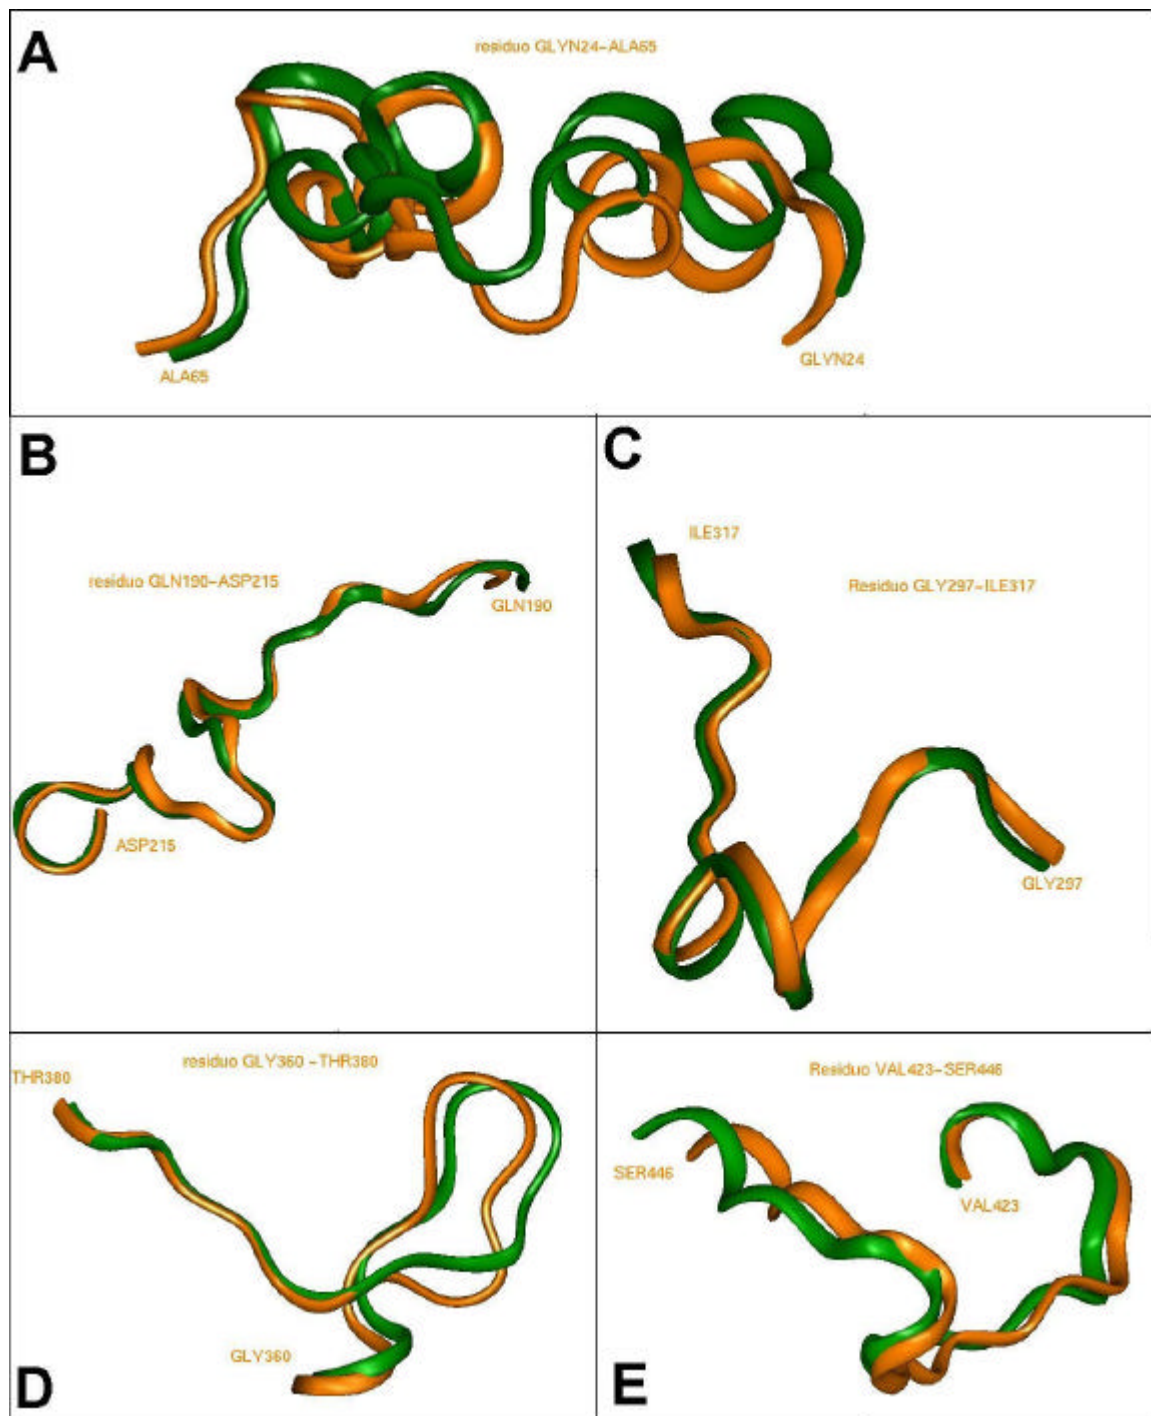 A
residuo GLYN24-ALA65
ALA65
GLYN24
B
residuo GLN190-ASP215
GLN190
ASP215
C
ILE317
Residuo GLY297-ILE317
GLY297
D
residuo GLY360 -THR380
THR380
GLY360
E
Residuo VAL423-SER446
SER446
VAL423